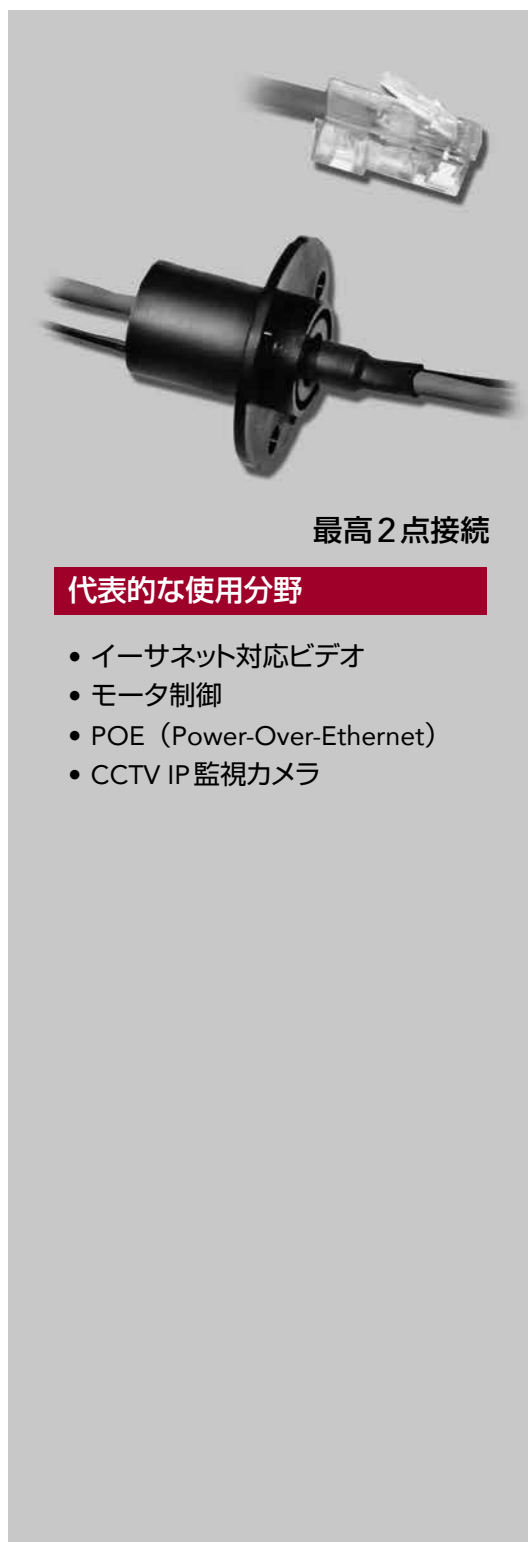 最高2点接続
代表的な使用分野
• イーサネット対応ビデオ
• モータ制御
• POE（Power-Over-Ethernet）
• CCTV IP監視カメラ